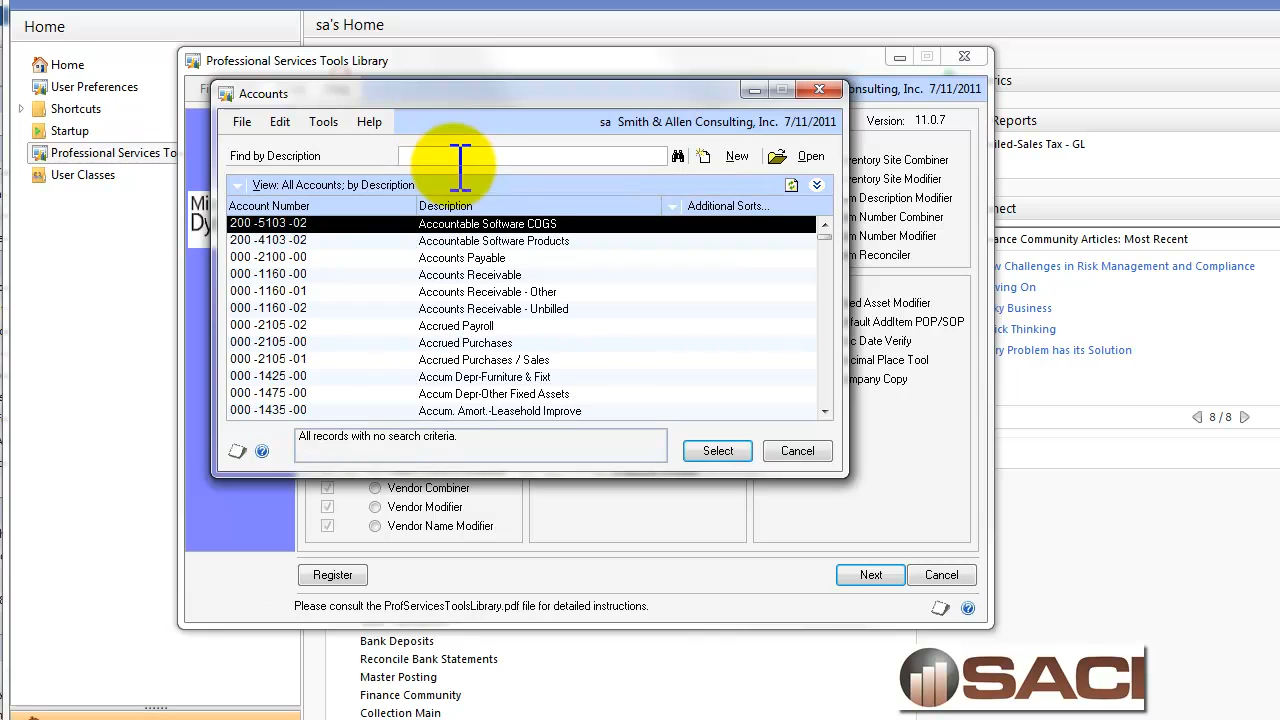 Home
sa's Home
Home
User Preferences
Shortcuts
Startup
Professional Services To
User Classes
Professional Services Tools Library
onsulting, Inc. 7/11/2011
Version: 11.0.7
Accounts
File Edit Tools Help
sa Smith & Allen Consulting, Inc. 7/11/2011
Find by Description
New
Open
View: All Accounts; by Description
Account Number Description Additional Sorts...
200 -5103 -02 Accountable Software COGS
200 -4103 -02 Accountable Software Products
000 -2100 -00 Accounts Payable
000 -1160 -00 Accounts Receivable
000 -1160 -01 Accounts Receivable - Other
000 -1160 -02 Accounts Receivable - Unbilled
000 -2105 -02 Accrued Payroll
000 -2105 -00 Accrued Purchases
000 -2105 -01 Accrued Purchases / Sales
000 -1425 -00 Accum Depr-Furniture & Fixt
000 -1475 -00 Accum Depr-Other Fixed Assets
000 -1435 -00 Accum. Amort.-Leasehold Improve
All records with no search criteria.
Select
Cancel
Mi
Dy
ventory Site Combiner
ventory Site Modifier
m Description Modifier
m Number Combiner
m Number Modifier
m Reconciler
ed Asset Modifier
fault AddItem POP/SOP
c Date Verify
cimal Place Tool
mpany Copy
Vendor Combiner
Vendor Modifier
Vendor Name Modifier
Register
Next
Cancel
Please consult the ProfServicesToolsLibrary.pdf file for detailed instructions.
rics
Reports
iled-Sales Tax - GL
nect
ance Community Articles: Most Recent
w Challenges in Risk Management and Compliance
ving On
ky Business
ick Thinking
ry Problem has its Solution
8 / 8
Bank Deposits
Reconcile Bank Statements
Master Posting
Finance Community
Collection Main
SACI